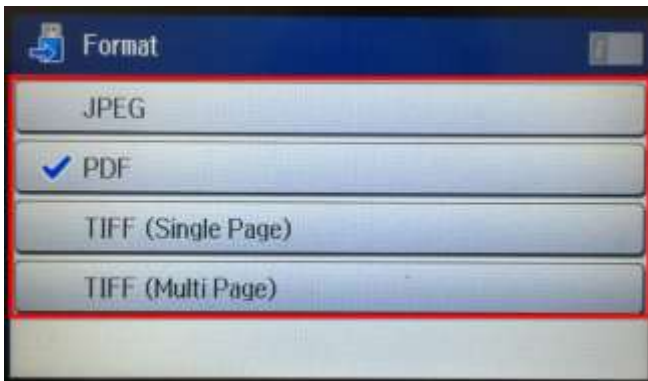 Format
JPEG
PDF
TIFF (Single Page)
TIFF (Multi Page)